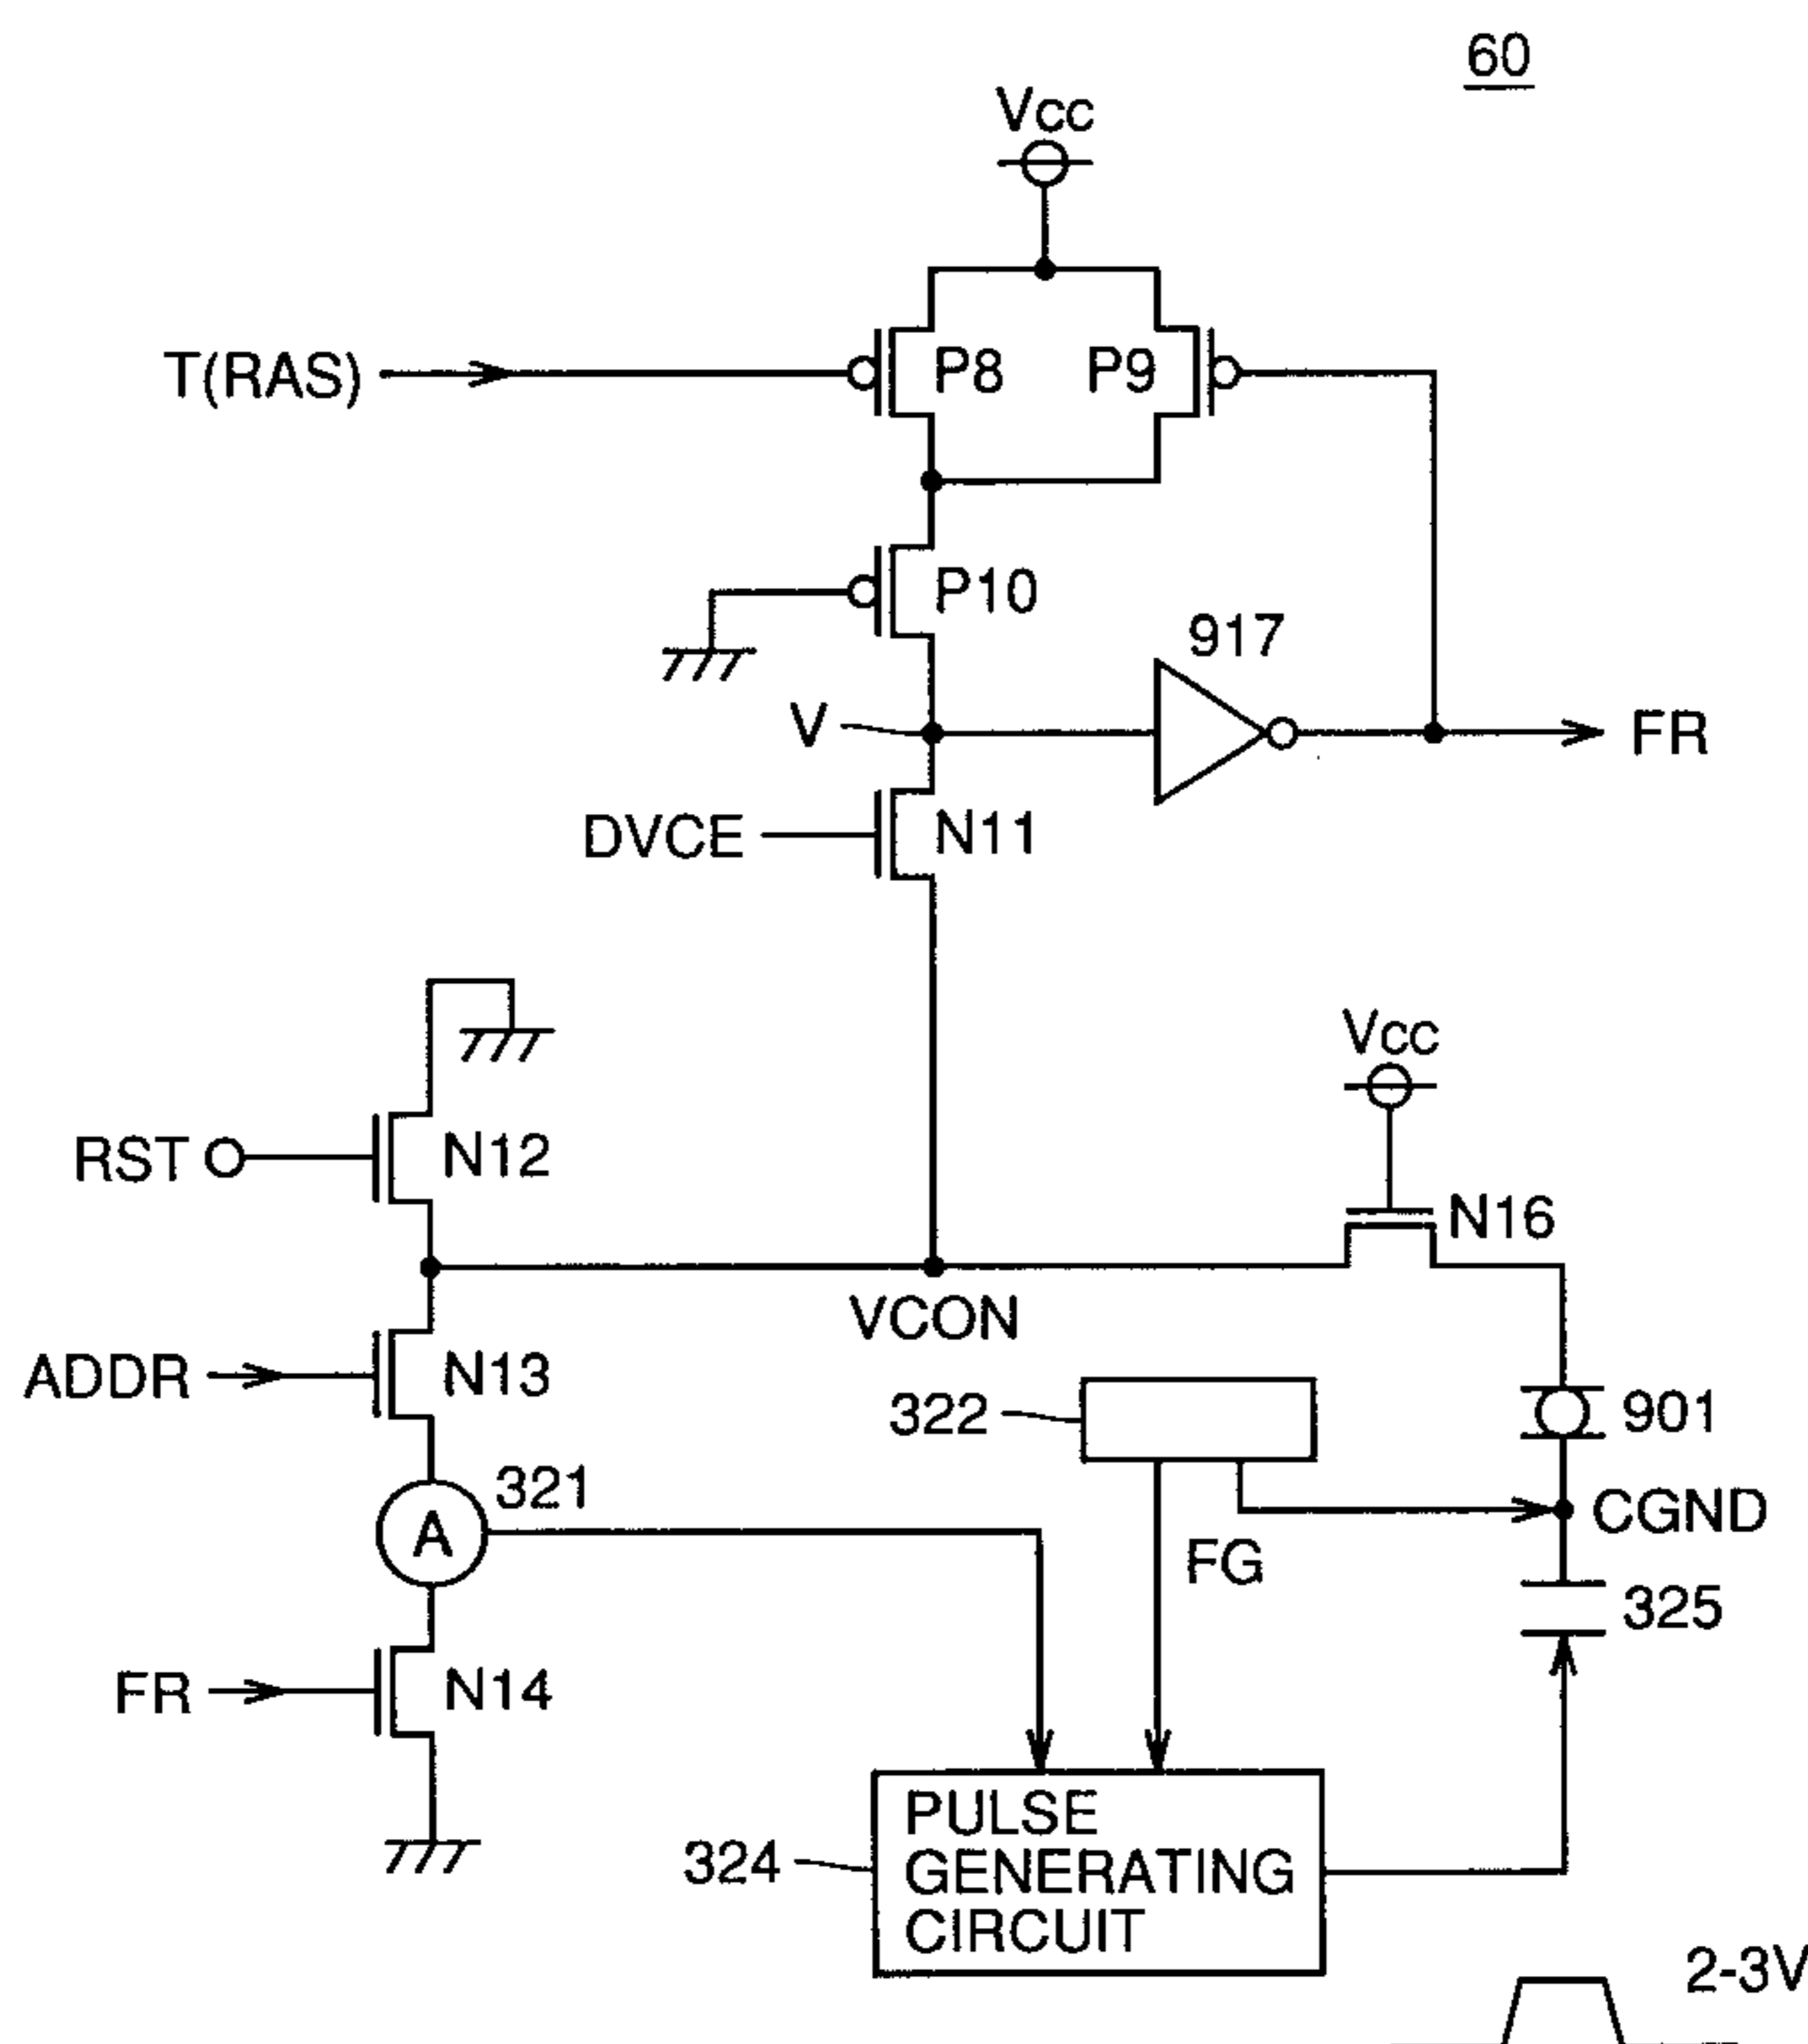 60
Vcc
T(RAS)
P8
P9
P10
917
V
FR
DVCE
N11
Vcc
RST
N12
N16
VCON
ADDR
N13
322
901
321
A
CGND
FG
325
FR
N14
PULSE
GENERATING
CIRCUIT
324
2-3V